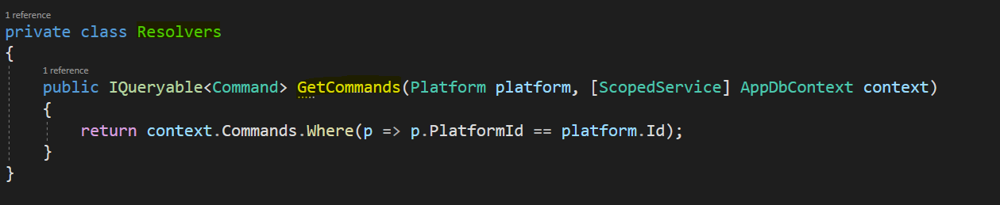 1 reference
private class Resolvers
{
1 reference
public IQueryable<Command> GetCommands(Platform platform, [ScopedService] AppDbContext context)
{
return context.Commands.Where(p => p.PlatformId == platform.Id);
}
}